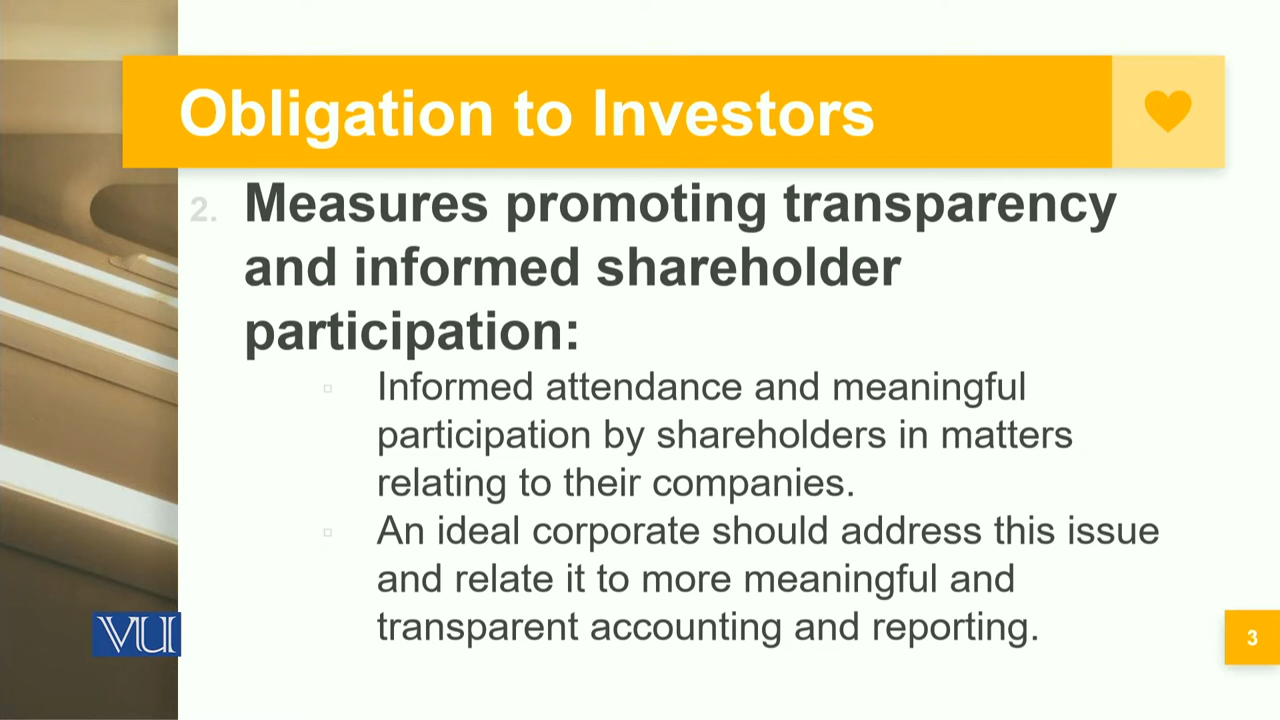 Obligation to Investors
2. Measures promoting transparency
and informed shareholder
participation:
▫ Informed attendance and meaningful
participation by shareholders in matters
relating to their companies.
▫ An ideal corporate should address this issue
and relate it to more meaningful and
transparent accounting and reporting.
VU
3